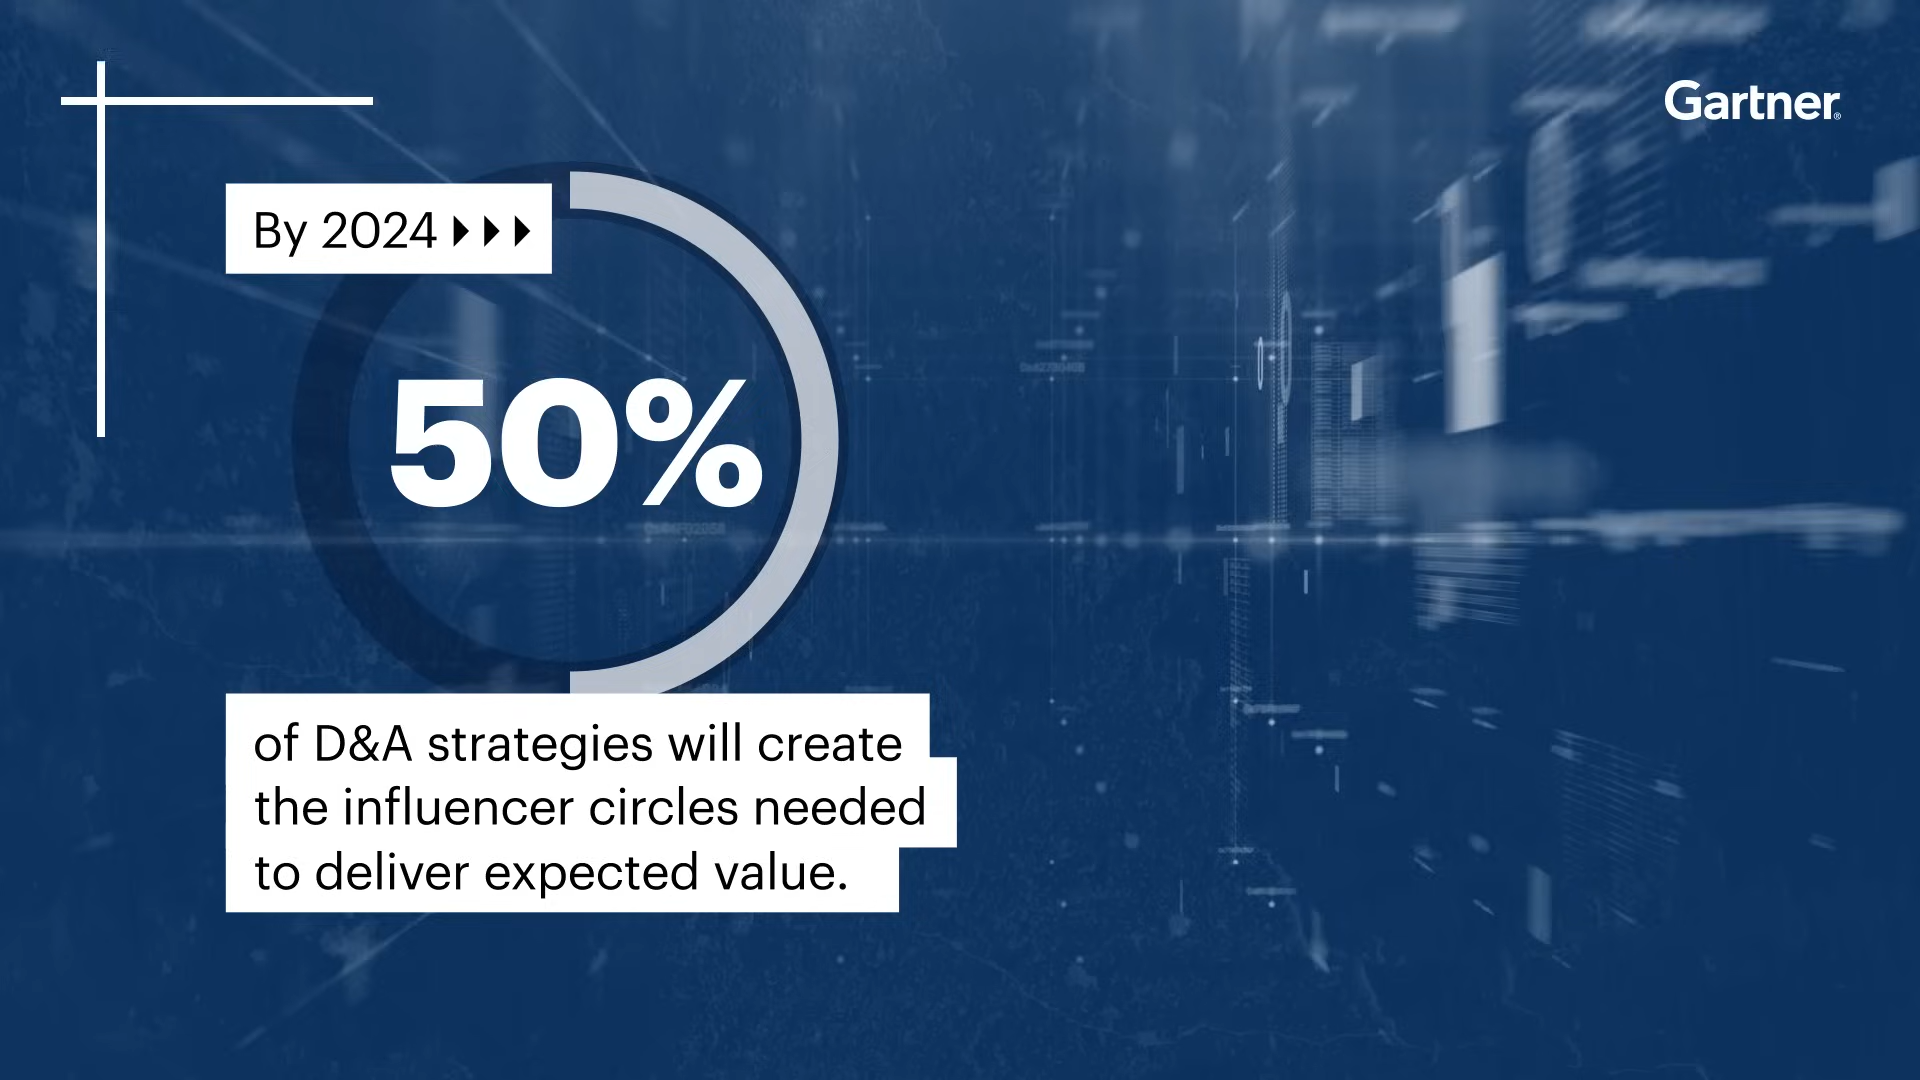 Gartner®
By 2024
50%
of D&A strategies will create
the influencer circles needed
to deliver expected value.